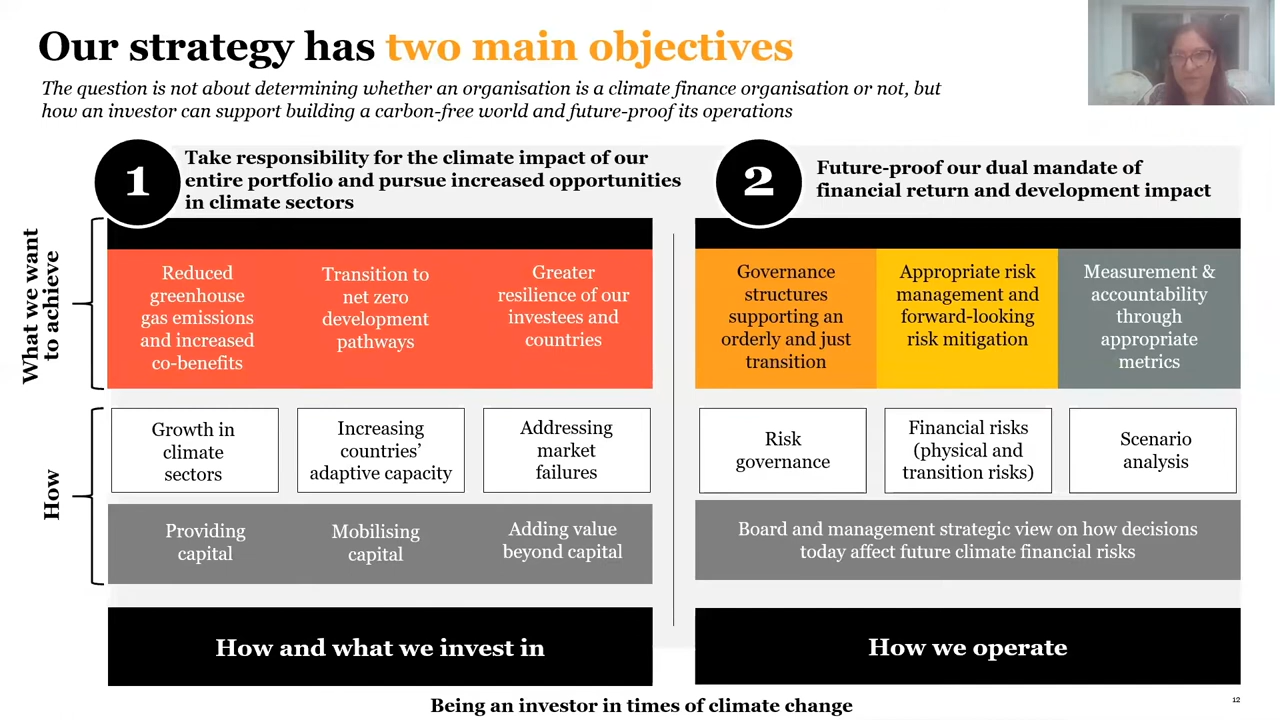 Our strategy has two main objectives
The question is not about determining whether an organisation is a climate finance organisation or not, but
how an investor can support building a carbon-free world and future-proof its operations
1
Take responsibility for the climate impact of our
entire portfolio and pursue increased opportunities
in climate sectors
2
Future-proof our dual mandate of
financial return and development impact
What we want
to achieve
Reduced
greenhouse
gas emissions
and increased
co-benefits
Transition to
net zero
development
pathways
Greater
resilience of our
investees and
countries
Governance
structures
supporting an
orderly and just
transition
Appropriate risk
management and
forward-looking
risk mitigation
Measurement &
accountability
through
appropriate
metrics
How
Growth in
climate
sectors
Increasing
countries'
adaptive capacity
Addressing
market
failures
Risk
governance
Financial risks
(physical and
transition risks)
Scenario
analysis
Providing
capital
Mobilising
capital
Adding value
beyond capital
Board and management strategic view on how decisions
today affect future climate financial risks
How and what we invest in
How we operate
Being an investor in times of climate change
12